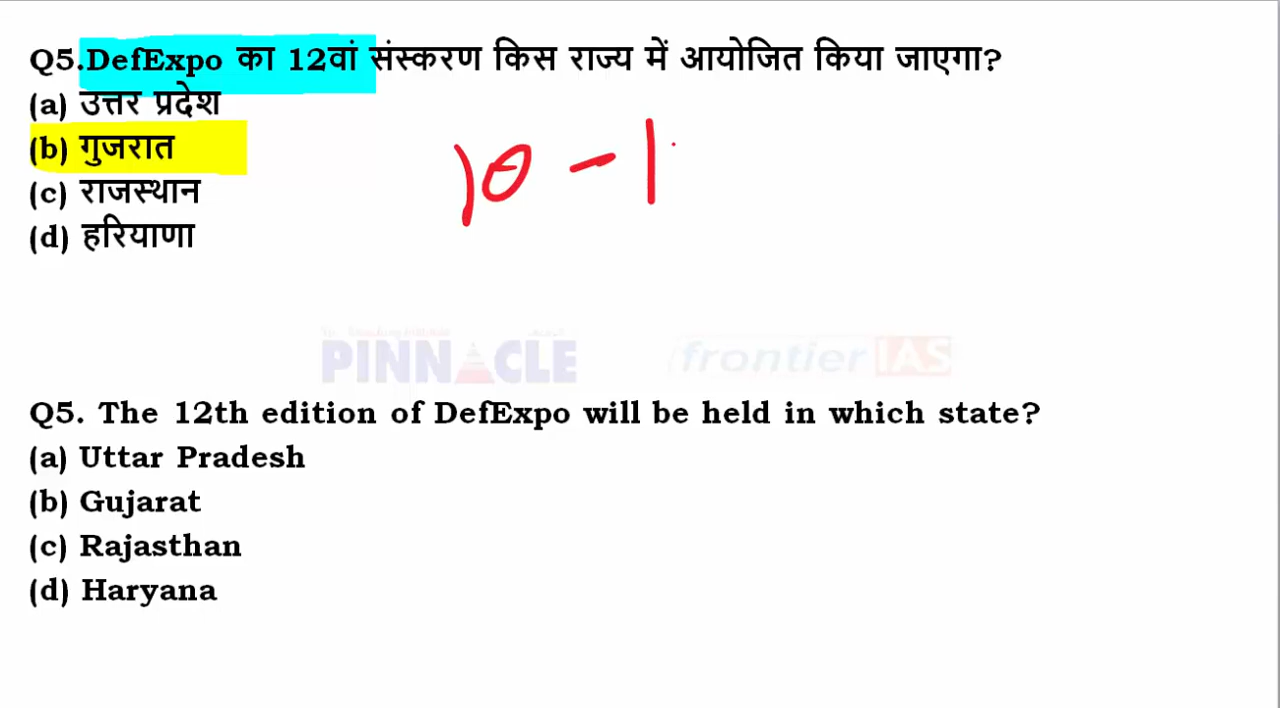 Q5.DefExpo का 12वां संस्करण किस राज्य में आयोजित किया जाएगा?
(a) उत्तर प्रदेश
(b) गुजरात
10 - 1
(c) राजस्थान
(d) हरियाणा
PINNACLE frontier IAS
Q5. The 12th edition of DefExpo will be held in which state?
(a) Uttar Pradesh
(b) Gujarat
(c) Rajasthan
(d) Haryana